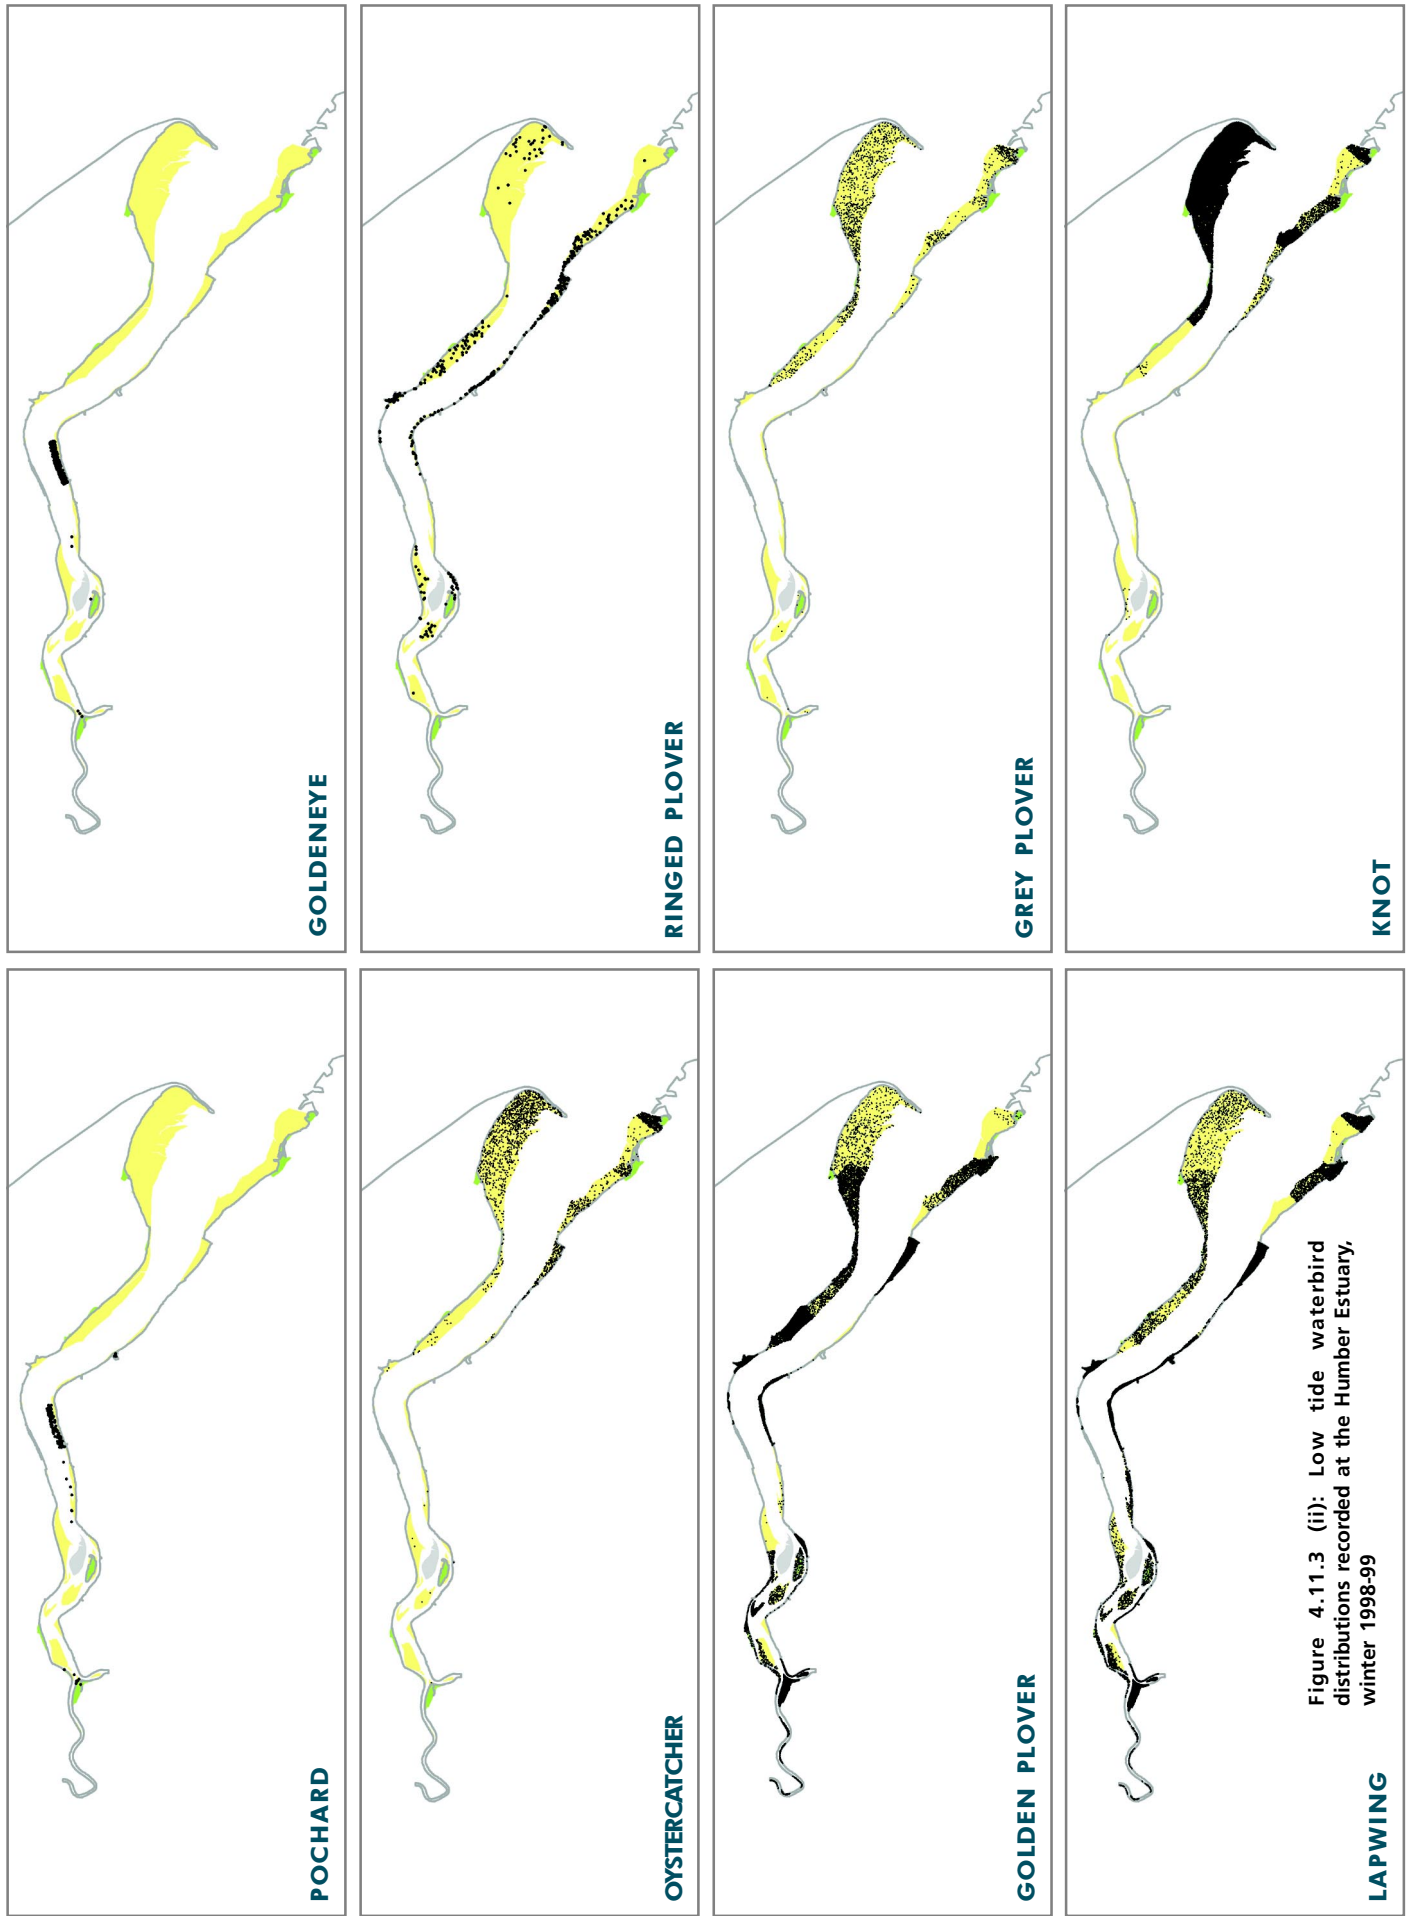 POCHARD
GOLDENEYE
OYSTERCATCHER
RINGED PLOVER
GOLDEN PLOVER
GREY PLOVER
LAPWING
KNOT
Figure 4.11.3 (ii): Low tide waterbird
distributions recorded at the Humber Estuary,
winter 1998-99